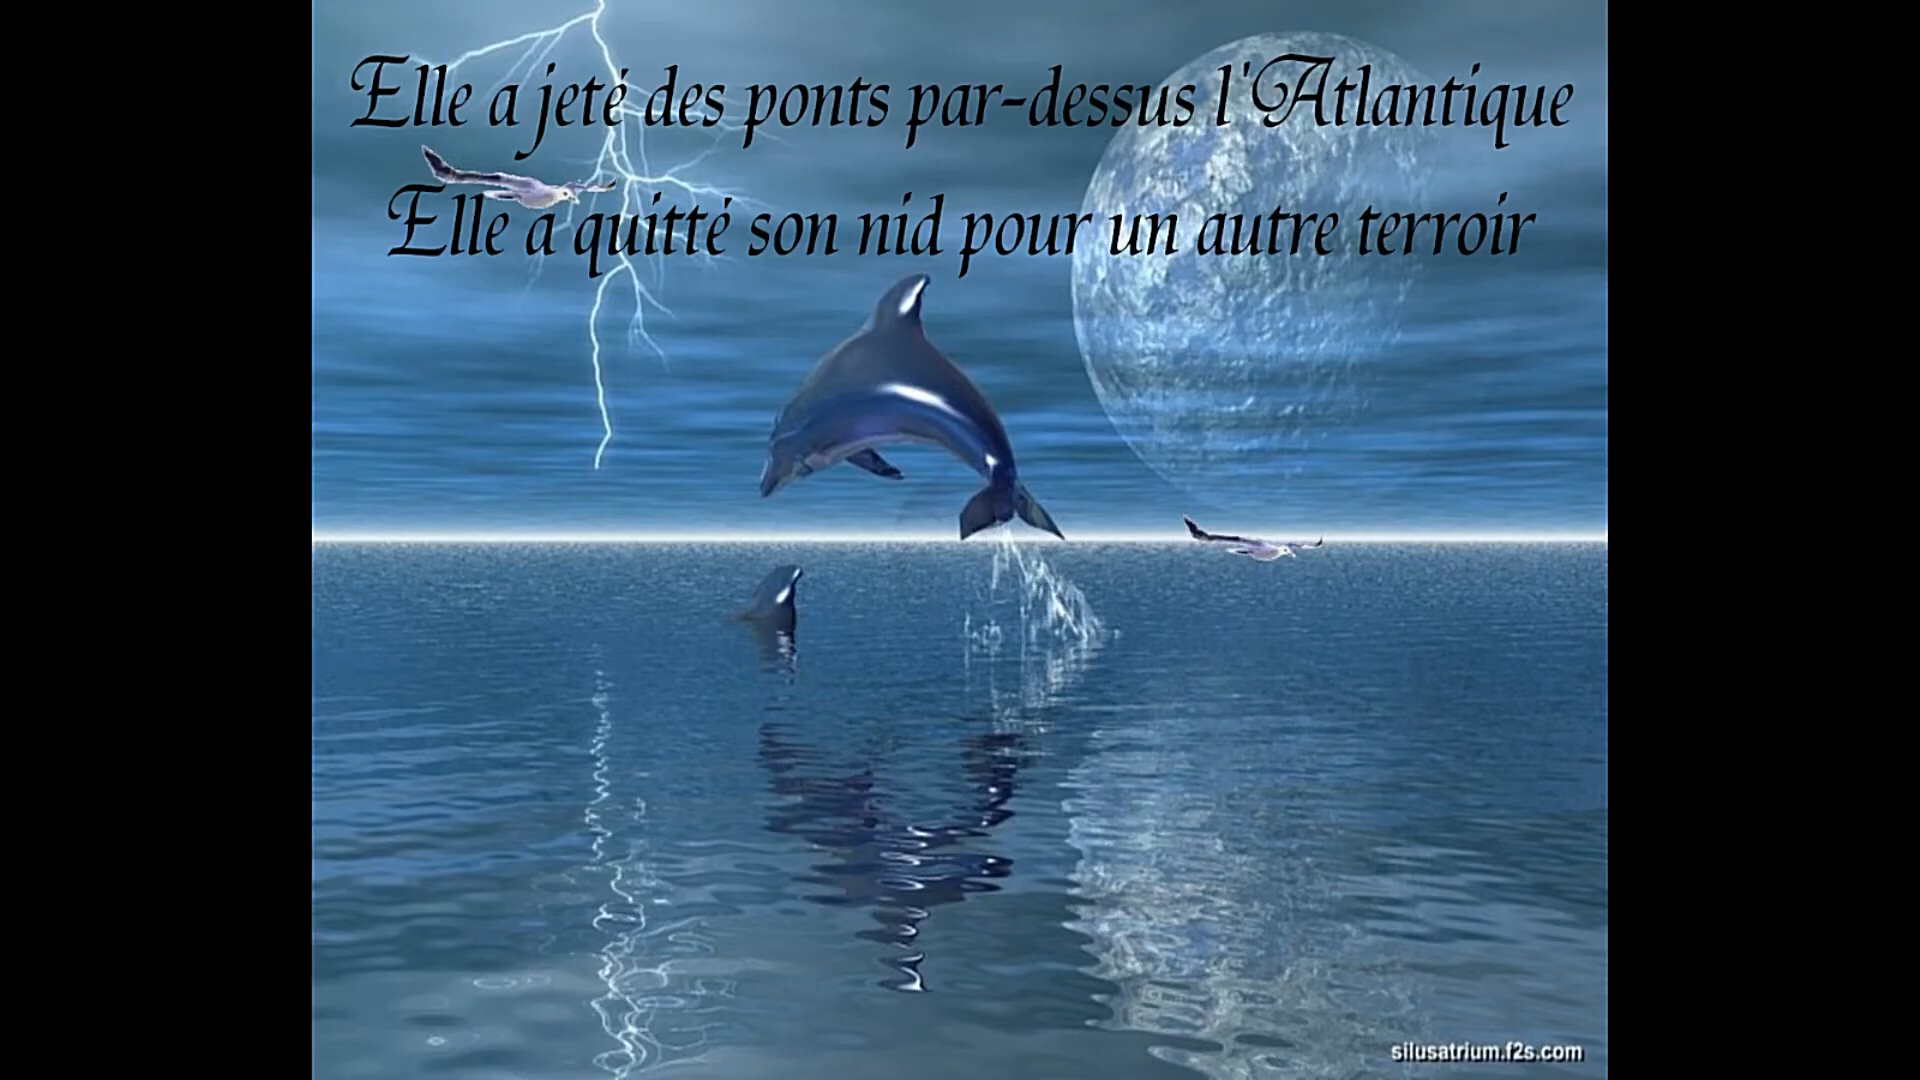 Elle a jeté des ponts par-dessus l'Atlantique
Elle a quitté son nid pour un autre terroir
silusatrium.f2s.com